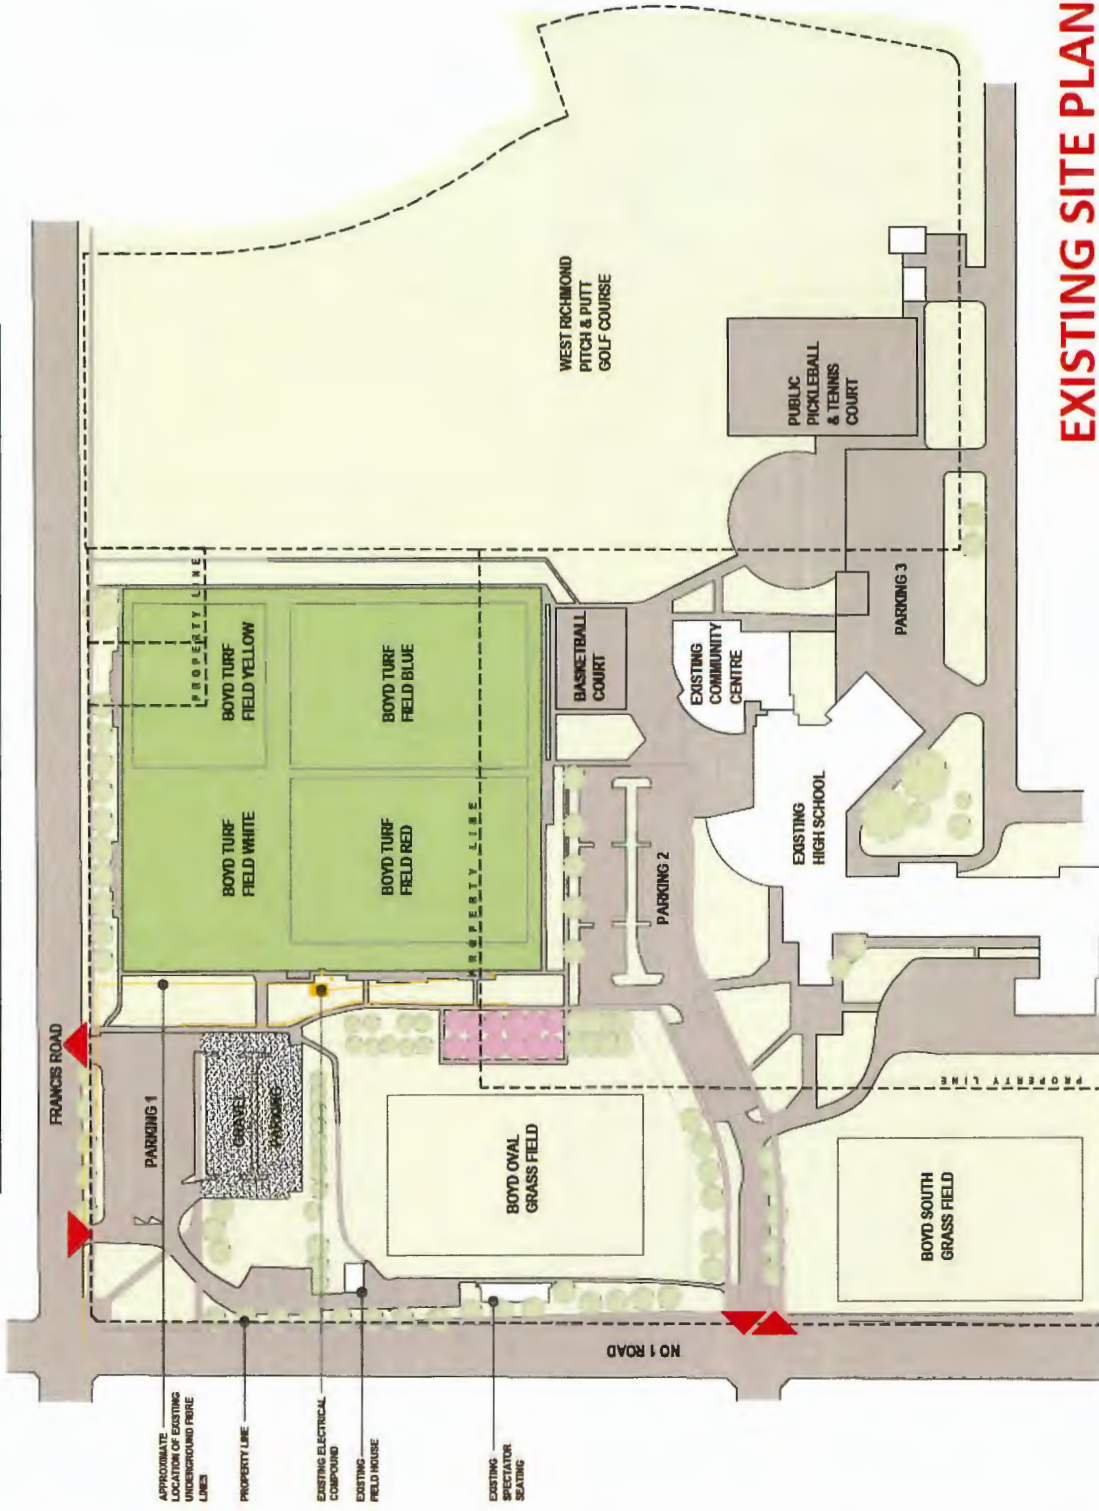 EXISTING SITE PLAN
FRANCIS ROAD
PARKING 1
GRAVEL
PARKING
BOYD TURF
FIELD WHITE
BOYD TURF
FIELD YELLOW
BOYD TURF
FIELD RED
BOYD TURF
FIELD BLUE
PROPERTY LINE
PROPERTY LINE
WEST RICHMOND
PITCH & PUTT
GOLF COURSE
BOYD OVAL
GRASS FIELD
BASKETBALL
COURT
PARKING 2
EXISTING
COMMUNITY
CENTRE
EXISTING
HIGH SCHOOL
PUBLIC
PICKLEBALL
& TENNIS
COURT
PARKING 3
BOYD SOUTH
GRASS FIELD
PROPERTY LINE
NO 1 ROAD
APPROXIMATE
LOCATION OF EXISTING
UNDERGROUND FIBRE
LINES
PROPERTY LINE
EXISTING ELECTRICAL
COMPOUND
EXISTING
FIELD HOUSE
EXISTING
SPECTATOR
SEATING